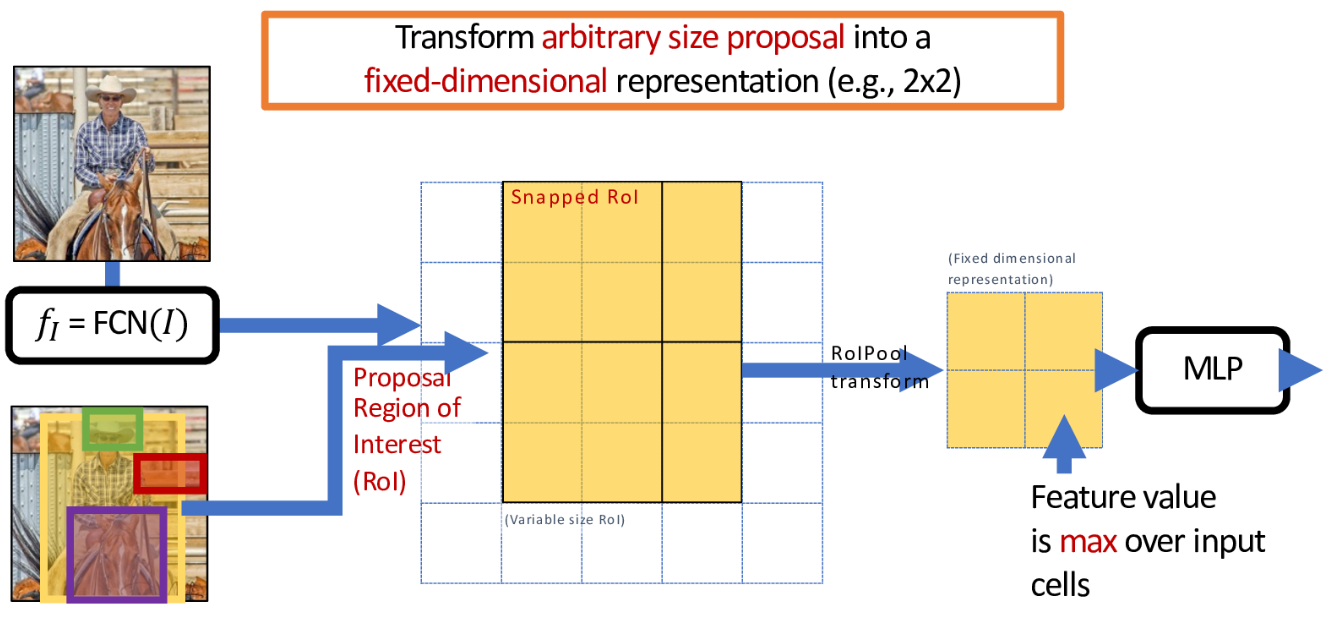 Transform arbitrary size proposal into a
fixed-dimensional representation (e.g., 2x2)
Snapped RoI
(Fixed dimensional
representation)
f_I = FCN(I)
RoIPool
transform
MLP
Proposal
Region of
Interest
(RoI)
(Variable size RoI)
Feature value
is max over input
cells